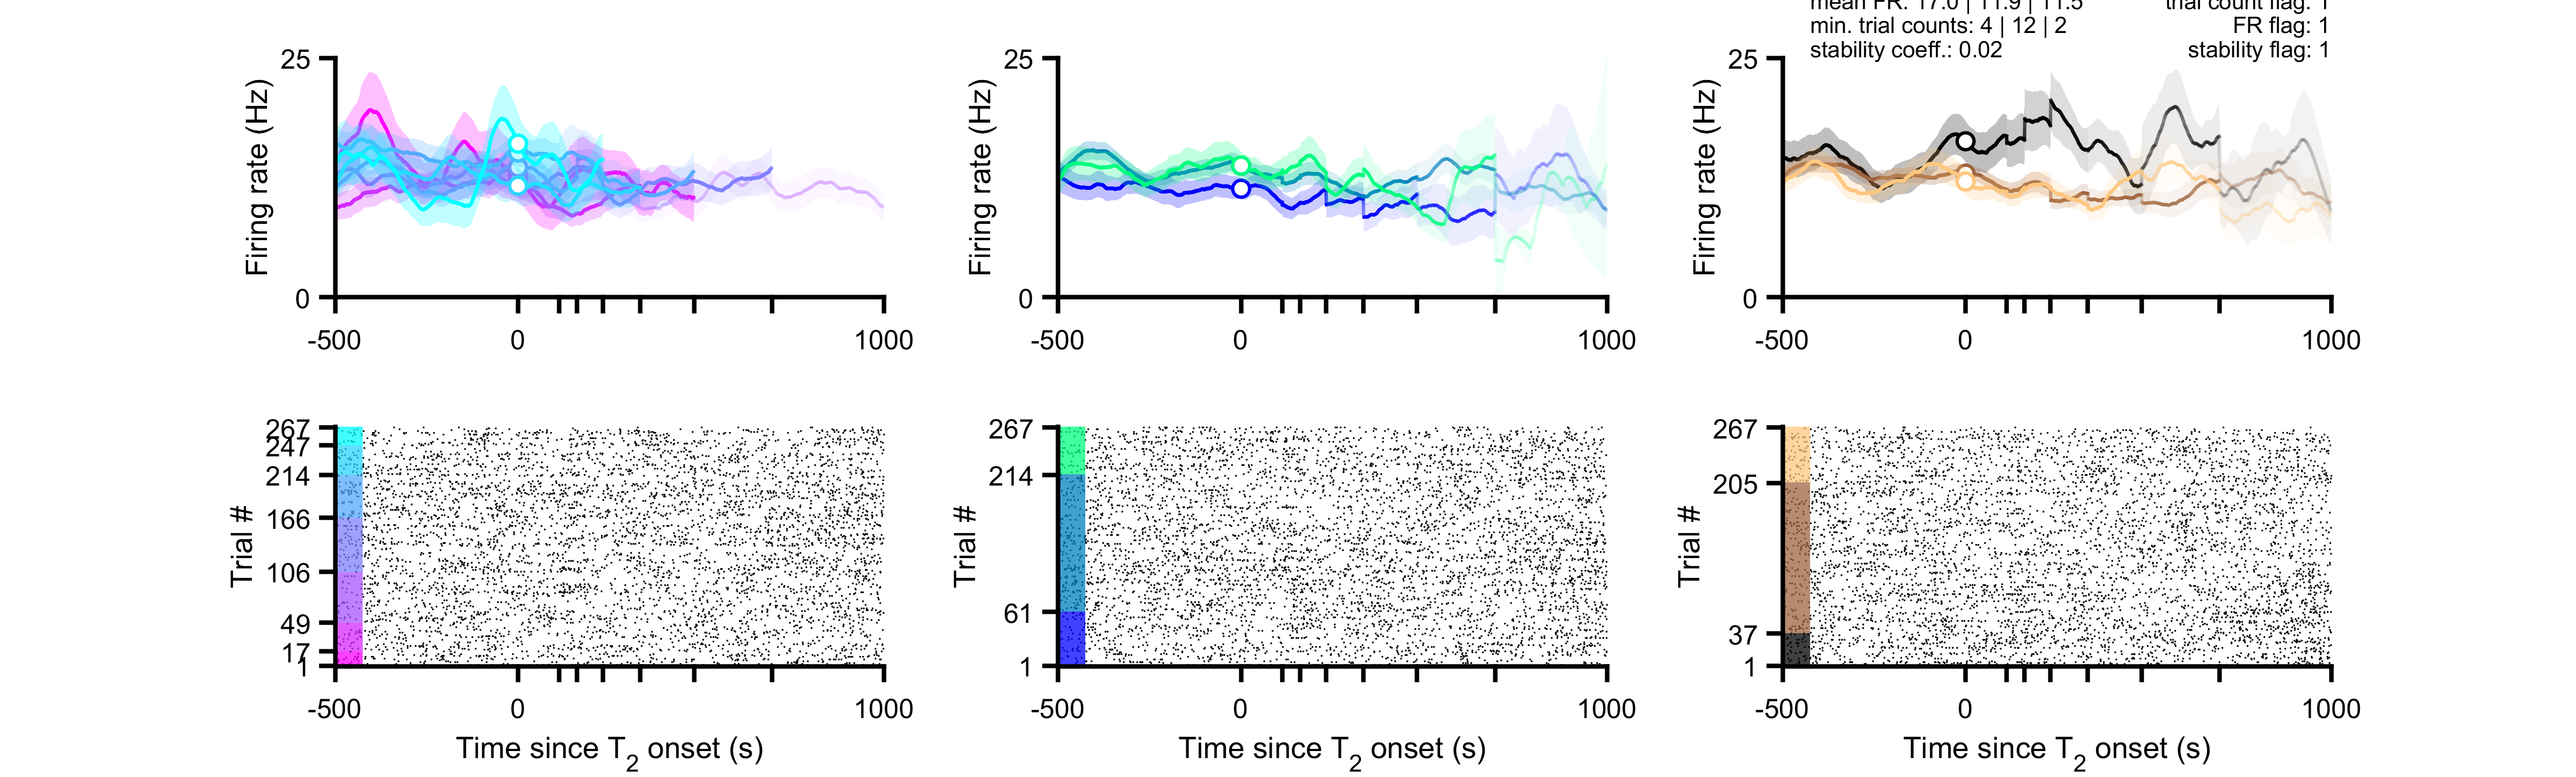 mean FR: 17.0 | 11.9 | 11.5 trial count flag: 1
min. trial counts: 4 | 12 | 2 FR flag: 1
stability coeff.: 0.02 stability flag: 1
25 25 25
Firing rate (Hz) Firing rate (Hz) Firing rate (Hz)
0 0 0
-500 0 1000 -500 0 1000 -500 0 1000
267 267 267
247
214 214 205
166
Trial # Trial # Trial #
106
49 61 37
17
1 1 1
-500 0 1000 -500 0 1000 -500 0 1000
Time since T2 onset (s) Time since T2 onset (s) Time since T2 onset (s)